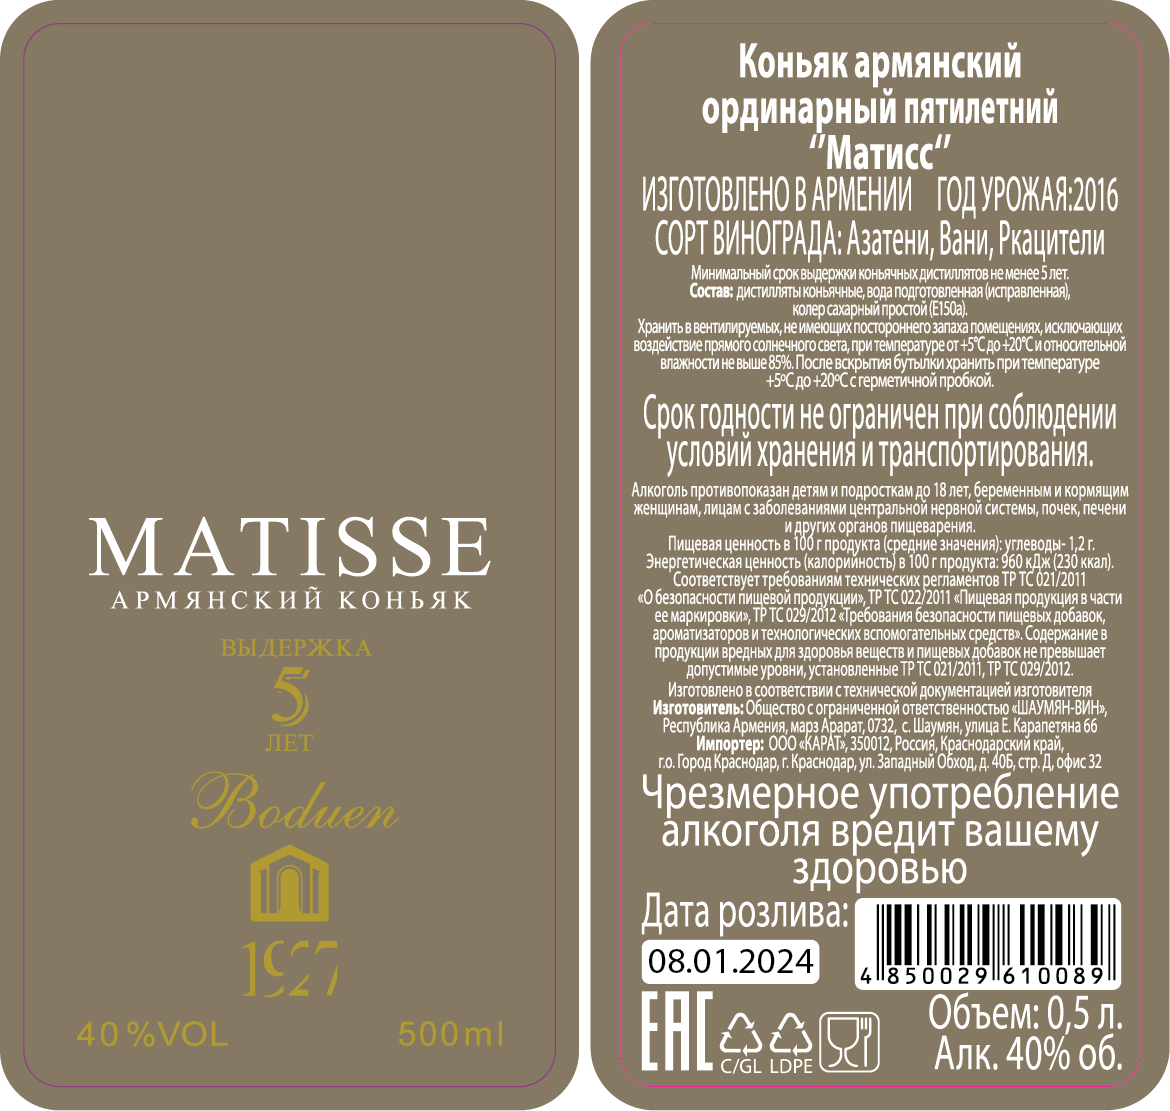 MATISSE
АРМЯНСКИЙ КОНЬЯК
ВЫДЕРЖКА
5
ЛЕТ
Boduen
1927
40%VOL 500ml
Коньяк армянский
ординарный пятилетний
‘‘Матисс‘‘
ИЗГОТОВЛЕНО В АРМЕНИИ ГОД УРОЖАЯ:2016
СОРТ ВИНОГРАДА: Азатени, Вани, Ркацители
Минимальный срок выдержки коньячных дистиллятов не менее 5 лет.
Состав: дистилляты коньячные, вода подготовленная (исправленная),
колер сахарный простой (Е150а).
Хранить в вентилируемых, не имеющих постороннего запаха помещениях, исключающих
воздействие прямого солнечного света, при температуре от +5˚С до +20˚С и относительной
влажности не выше 85%. После вскрытия бутылки хранить при температуре
+5ºС до +20ºС с герметичной пробкой.
Срок годности не ограничен при соблюдении
условий хранения и транспортирования.
Алкоголь противопоказан детям и подросткам до 18 лет, беременным и кормящим
женщинам, лицам с заболеваниями центральной нервной системы, почек, печени
и других органов пищеварения.
Пищевая ценность в 100 г продукта (средние значения): углеводы- 1,2 г.
Энергетическая ценность (калорийность) в 100 г продукта: 960 кДж (230 ккал).
Соответствует требованиям технических регламентов ТР ТС 021/2011
«О безопасности пищевой продукции», ТР ТС 022/2011 «Пищевая продукция в части
ее маркировки», ТР ТС 029/2012 «Требования безопасности пищевых добавок,
ароматизаторов и технологических вспомогательных средств». Содержание в
продукции вредных для здоровья веществ и пищевых добавок не превышает
допустимые уровни, установленные ТР ТС 021/2011, ТР ТС 029/2012.
Изготовлено в соответствии с технической документацией изготовителя
Изготовитель: Общество с ограниченной ответственностью «ШАУМЯН-ВИН»,
Республика Армения, марз Арарат, 0732, с. Шаумян, улица Е. Карапетяна 66
Импортер: ООО «КАРАТ», 350012, Россия, Краснодарский край,
г.о. Город Краснодар, г. Краснодар, ул. Западный Обход, д. 40Б, стр. Д, офис 32
Чрезмерное употребление
алкоголя вредит вашему
здоровью
Дата розлива:
08.01.2024
4 850029 610089
EAC
C/GL LDPE
Объем: 0,5 л.
Алк. 40% об.